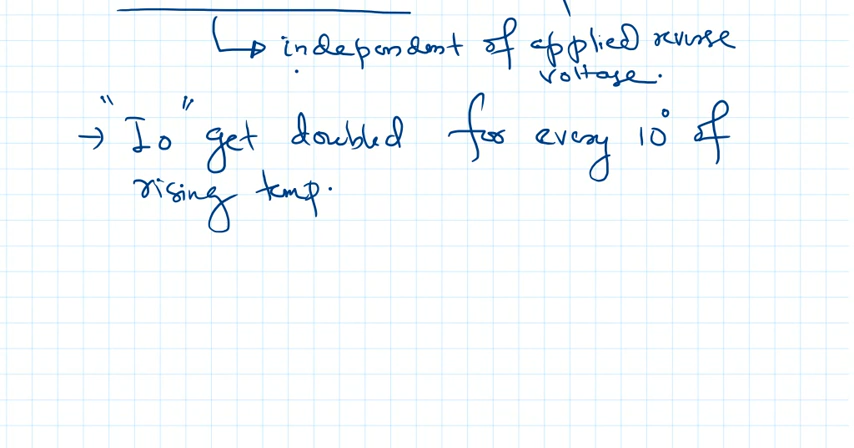 ↳ independent of applied reverse
voltage.
→ "Io" get doubled for every 10° of
rising temp.